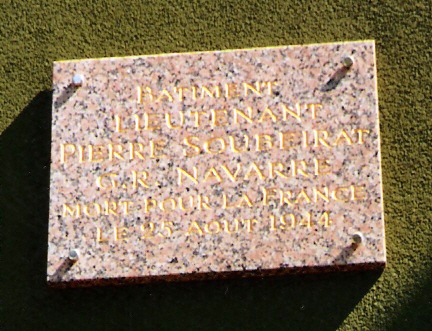 BATIMENT
LIEUTENANT
PIERRE SOUBEIRAT
G.R. NAVARRE
MORT POUR LA FRANCE
LE 25 AOUT 1944